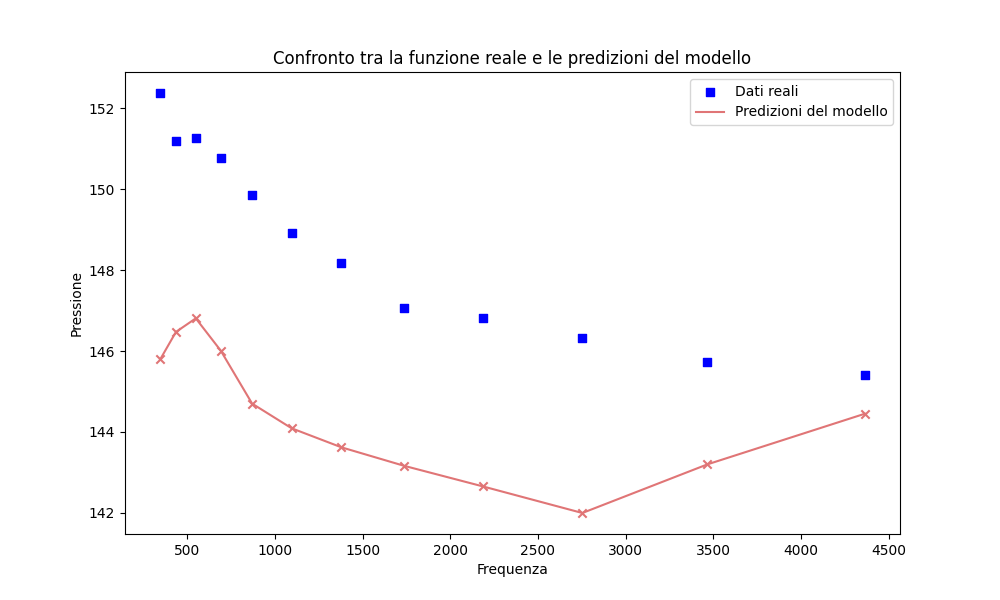 Confronto tra la funzione reale e le predizioni del modello
Dati reali
Predizioni del modello
152
150
148
146
144
142
Pressione
500 1000 1500 2000 2500 3000 3500 4000 4500
Frequenza